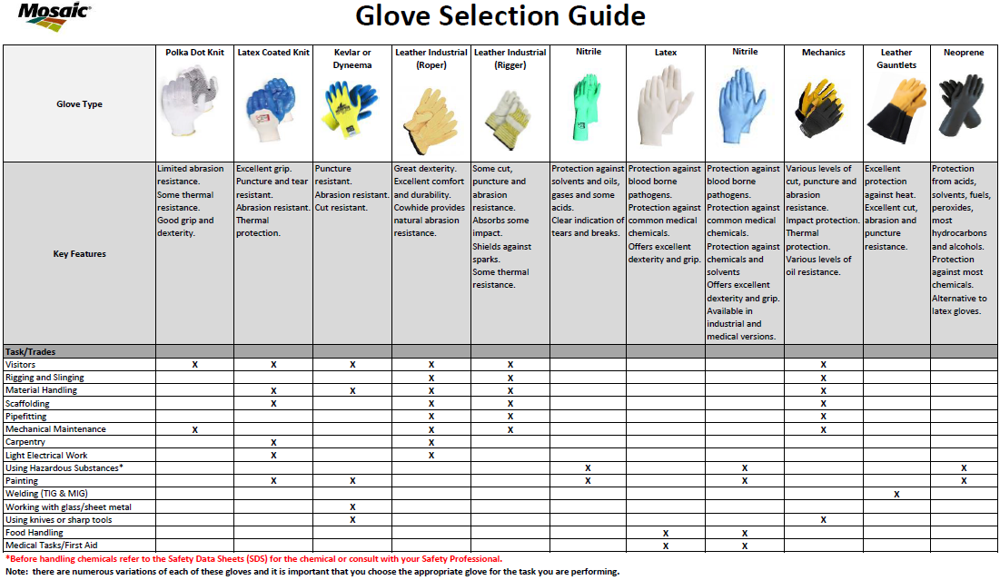 Mosaic®
Glove Selection Guide
Glove Type
Polka Dot Knit
Latex Coated Knit
Kevlar or
Dyneema
Leather Industrial
(Roper)
Leather Industrial
(Rigger)
Nitrile
Latex
Nitrile
Mechanics
Leather
Gauntlets
Neoprene
Key Features
Limited abrasion
resistance.
Some thermal
resistance.
Good grip and
dexterity.
Excellent grip.
Puncture and tear
resistant.
Abrasion resistant.
Thermal
protection.
Puncture
resistant.
Abrasion resistant.
Cut resistant.
Great dexterity.
Excellent comfort
and durability.
Cowhide provides
natural abrasion
resistance.
Some cut,
puncture and
abrasion
resistance.
Absorbs some
impact.
Shields against
sparks.
Some thermal
resistance.
Protection against
solvents and oils,
gases and some
acids.
Clear indication of
tears and breaks.
Protection against
blood borne
pathogens.
Protection against
common medical
chemicals.
Offers excellent
dexterity and grip.
Protection against
blood borne
pathogens.
Protection against
common medical
chemicals.
Protection against
chemicals and
solvents
Offers excellent
dexterity and grip.
Available in
industrial and
medical versions.
Various levels of
cut, puncture and
abrasion
resistance.
Impact protection.
Thermal
protection.
Various levels of
oil resistance.
Excellent
protection
against heat.
Excellent cut,
abrasion and
puncture
resistance.
Protection
from acids,
solvents, fuels,
peroxides,
most
hydrocarbons
and alcohols.
Protection
against most
chemicals.
Alternative to
latex gloves.
Task/Trades
Visitors X X X X X X
Rigging and Slinging X X X
Material Handling X X X X X
Scaffolding X X X X
Pipefitting X X X
Mechanical Maintenance X X X X
Carpentry X X
Light Electrical Work X X
Using Hazardous Substances* X X X
Painting X X X X X
Welding (TIG & MIG) X
Working with glass/sheet metal X
Using knives or sharp tools X X
Food Handling X X
Medical Tasks/First Aid X X
*Before handling chemicals refer to the Safety Data Sheets (SDS) for the chemical or consult with your Safety Professional.
Note: there are numerous variations of each of these gloves and it is important that you choose the appropriate glove for the task you are performing.